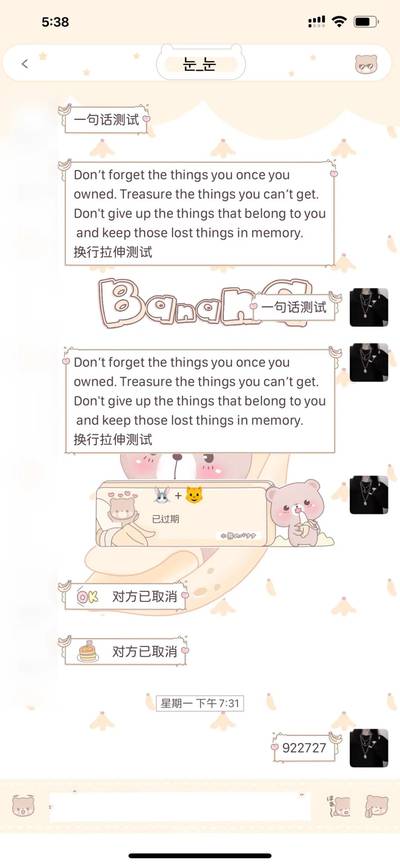 5:38
눈_눈
一句话测试
Don't forget the things you once you
owned. Treasure the things you can't get.
Don't give up the things that belong to you
and keep those lost things in memory.
换行拉伸测试
Banana
一句话测试
Don't forget the things you once you
owned. Treasure the things you can't get.
Don't give up the things that belong to you
and keep those lost things in memory.
换行拉伸测试
+
已过期
OK 对方已取消
对方已取消
星期一 下午 7:31
922727